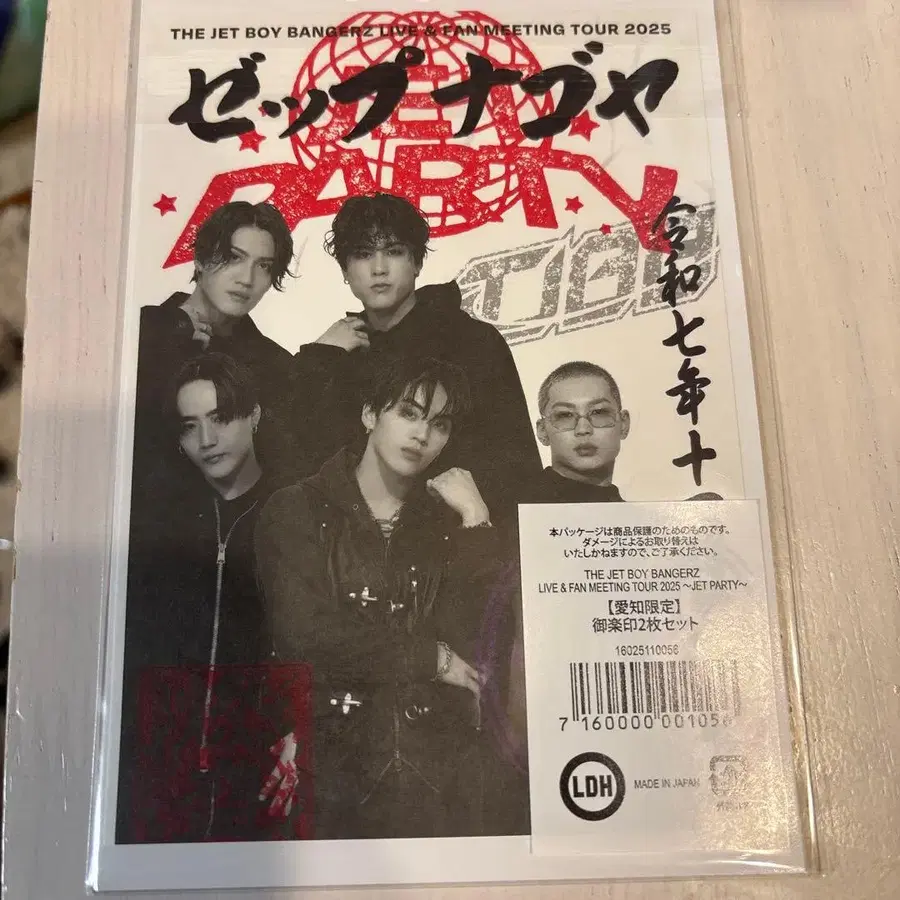 THE JET BOY BANGERZ LIVE & FAN MEETING TOUR 2025
ゼップ ナゴヤ
JET
PARTY
TJBB
令和七年十
本パッケージは商品保護のためのものです。
ダメージによるお取り替えは
いたしかねますので、ご了承ください。
THE JET BOY BANGERZ
LIVE & FAN MEETING TOUR 2025 〜JET PARTY〜
【愛知限定】
御楽印2枚セット
16025110056
7 160000 001056
LDH
MADE IN JAPAN